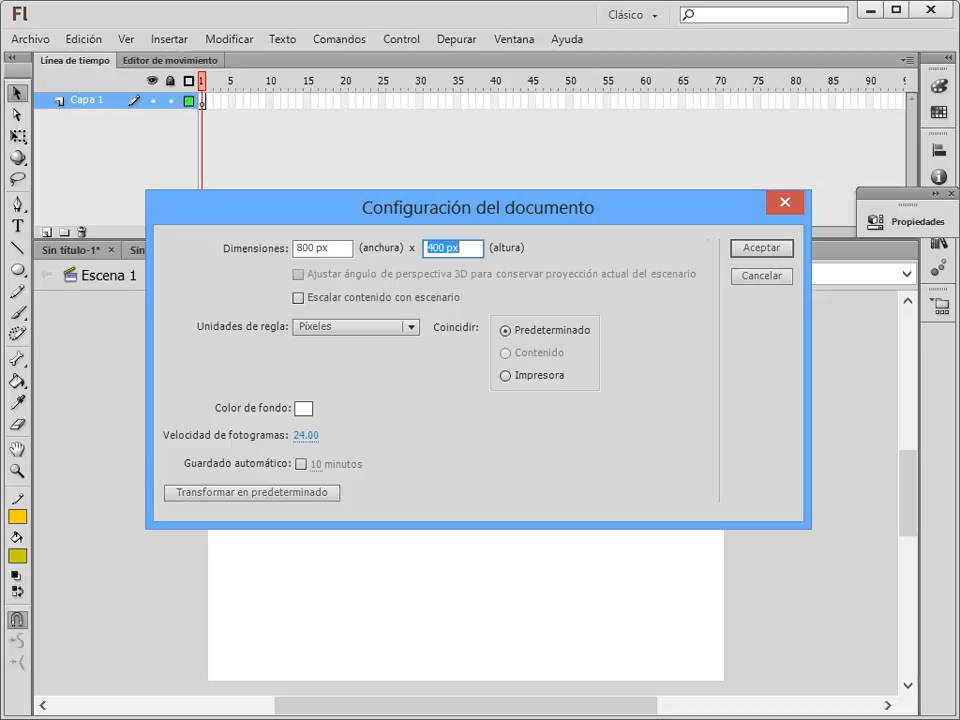 Fl
Clásico
Archivo Edición Ver Insertar Modificar Texto Comandos Control Depurar Ventana Ayuda
Línea de tiempo Editor de movimiento
1 5 10 15 20 25 30 35 40 45 50 55 60 65 70 75 80 85 90
Capa 1
Configuración del documento
Propiedades
Dimensiones: 800 px (anchura) x 400 px (altura) Aceptar
Sin título-1* × Sin
Ajustar ángulo de perspectiva 3D para conservar proyección actual del escenario Cancelar
Escena 1
Escalar contenido con escenario
Unidades de regla: Píxeles Coincidir: Predeterminado
Contenido
Impresora
Color de fondo:
Velocidad de fotogramas: 24.00
Guardado automático: 10 minutos
Transformar en predeterminado